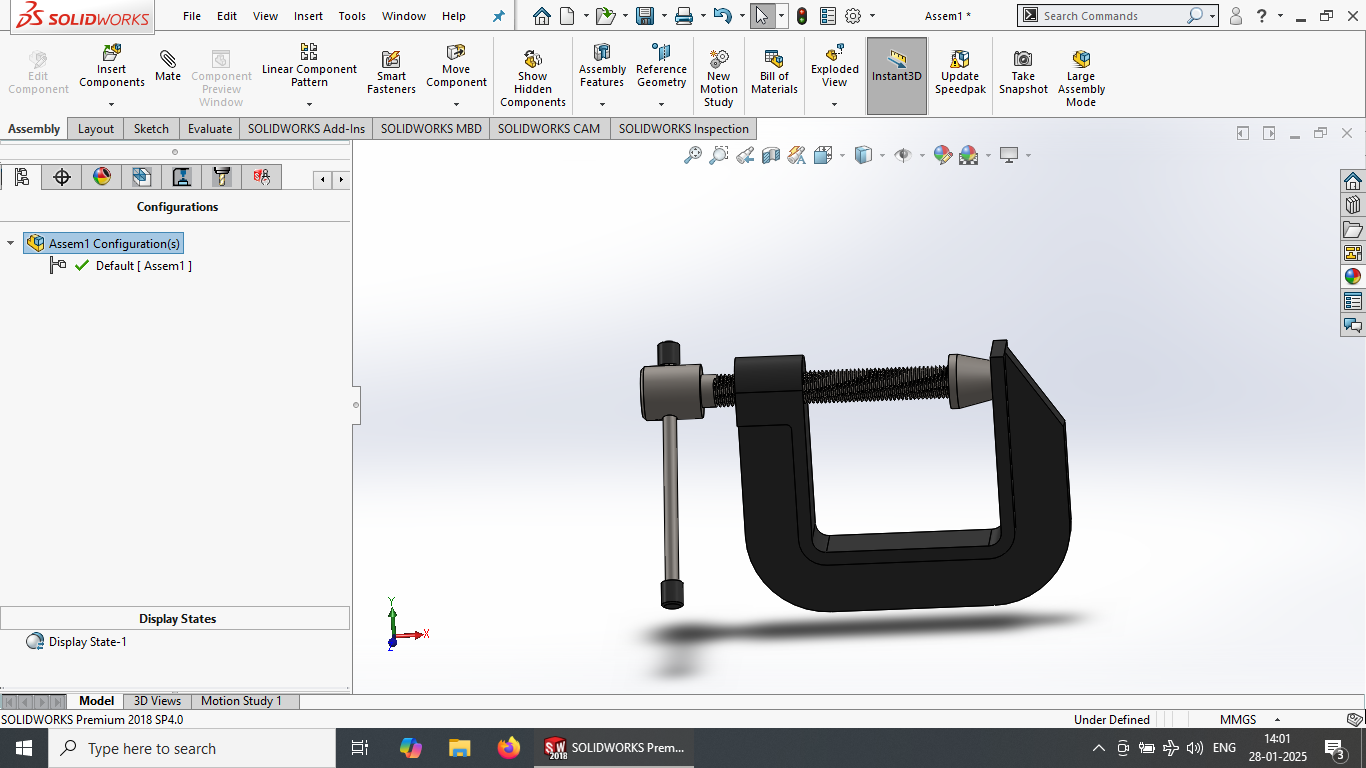 SOLIDWORKS
File Edit View Insert Tools Window Help
Assem1 *
Search Commands
?
Edit Component
Insert Components
Mate
Component Preview Window
Linear Component Pattern
Smart Fasteners
Move Component
Show Hidden Components
Assembly Features
Reference Geometry
New Motion Study
Bill of Materials
Exploded View
Instant3D
Update Speedpak
Take Snapshot
Large Assembly Mode
Assembly Layout Sketch Evaluate SOLIDWORKS Add-Ins SOLIDWORKS MBD SOLIDWORKS CAM SOLIDWORKS Inspection
Configurations
Assem1 Configuration(s)
Default [ Assem1 ]
Y
X
Z
Display States
Display State-1
Model 3D Views Motion Study 1
SOLIDWORKS Premium 2018 SP4.0
Under Defined
MMGS
Type here to search
SW 2018
SOLIDWORKS Prem...
ENG
14:01
28-01-2025
3